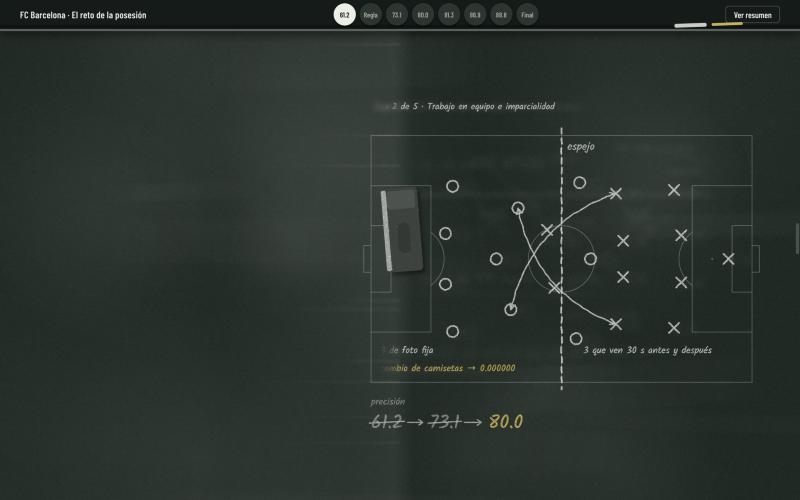 FC Barcelona · El reto de la posesión
61.2 Regla 73.1 80.0 81.3 86.8 88.8 Final
Ver resumen
2 de 5 · Trabajo en equipo e imparcialidad
espejo
de foto fija
3 que ven 30 s antes y después
de camisetas → 0.000000
precisión
61.2 → 73.1 → 80.0